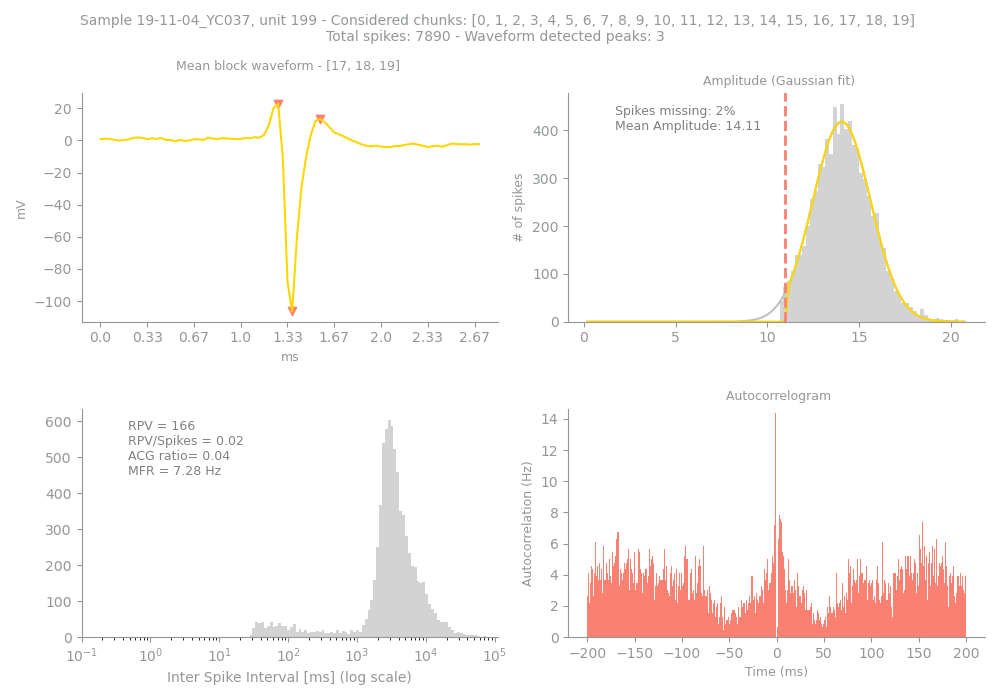 Sample 19-11-04_YC037, unit 199 - Considered chunks: [0, 1, 2, 3, 4, 5, 6, 7, 8, 9, 10, 11, 12, 13, 14, 15, 16, 17, 18, 19]
Total spikes: 7890 - Waveform detected peaks: 3
Mean block waveform - [17, 18, 19]
20
0
−20
−40
−60
−80
−100
mV
0.0 0.33 0.67 1.0 1.33 1.67 2.0 2.33 2.67
ms
Amplitude (Gaussian fit)
Spikes missing: 2%
Mean Amplitude: 14.11
400
300
200
100
0
# of spikes
0 5 10 15 20
RPV = 166
RPV/Spikes = 0.02
ACG ratio= 0.04
MFR = 7.28 Hz
600
500
400
300
200
100
0
10⁻¹ 10⁰ 10¹ 10² 10³ 10⁴ 10⁵
Inter Spike Interval [ms] (log scale)
Autocorrelogram
14
12
10
8
6
4
2
0
Autocorrelation (Hz)
−200 −150 −100 −50 0 50 100 150 200
Time (ms)